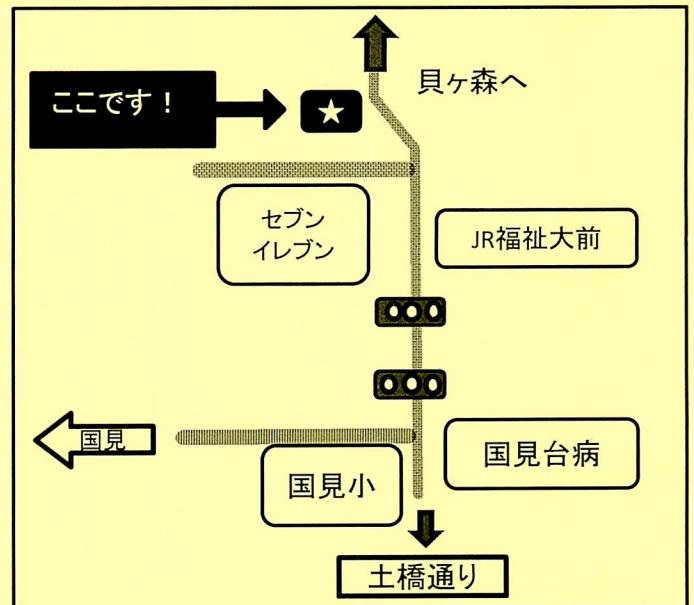 貝ヶ森へ
ここです！
セブン
イレブン
JR福祉大前
国見
国見小
国見台病
土橋通り